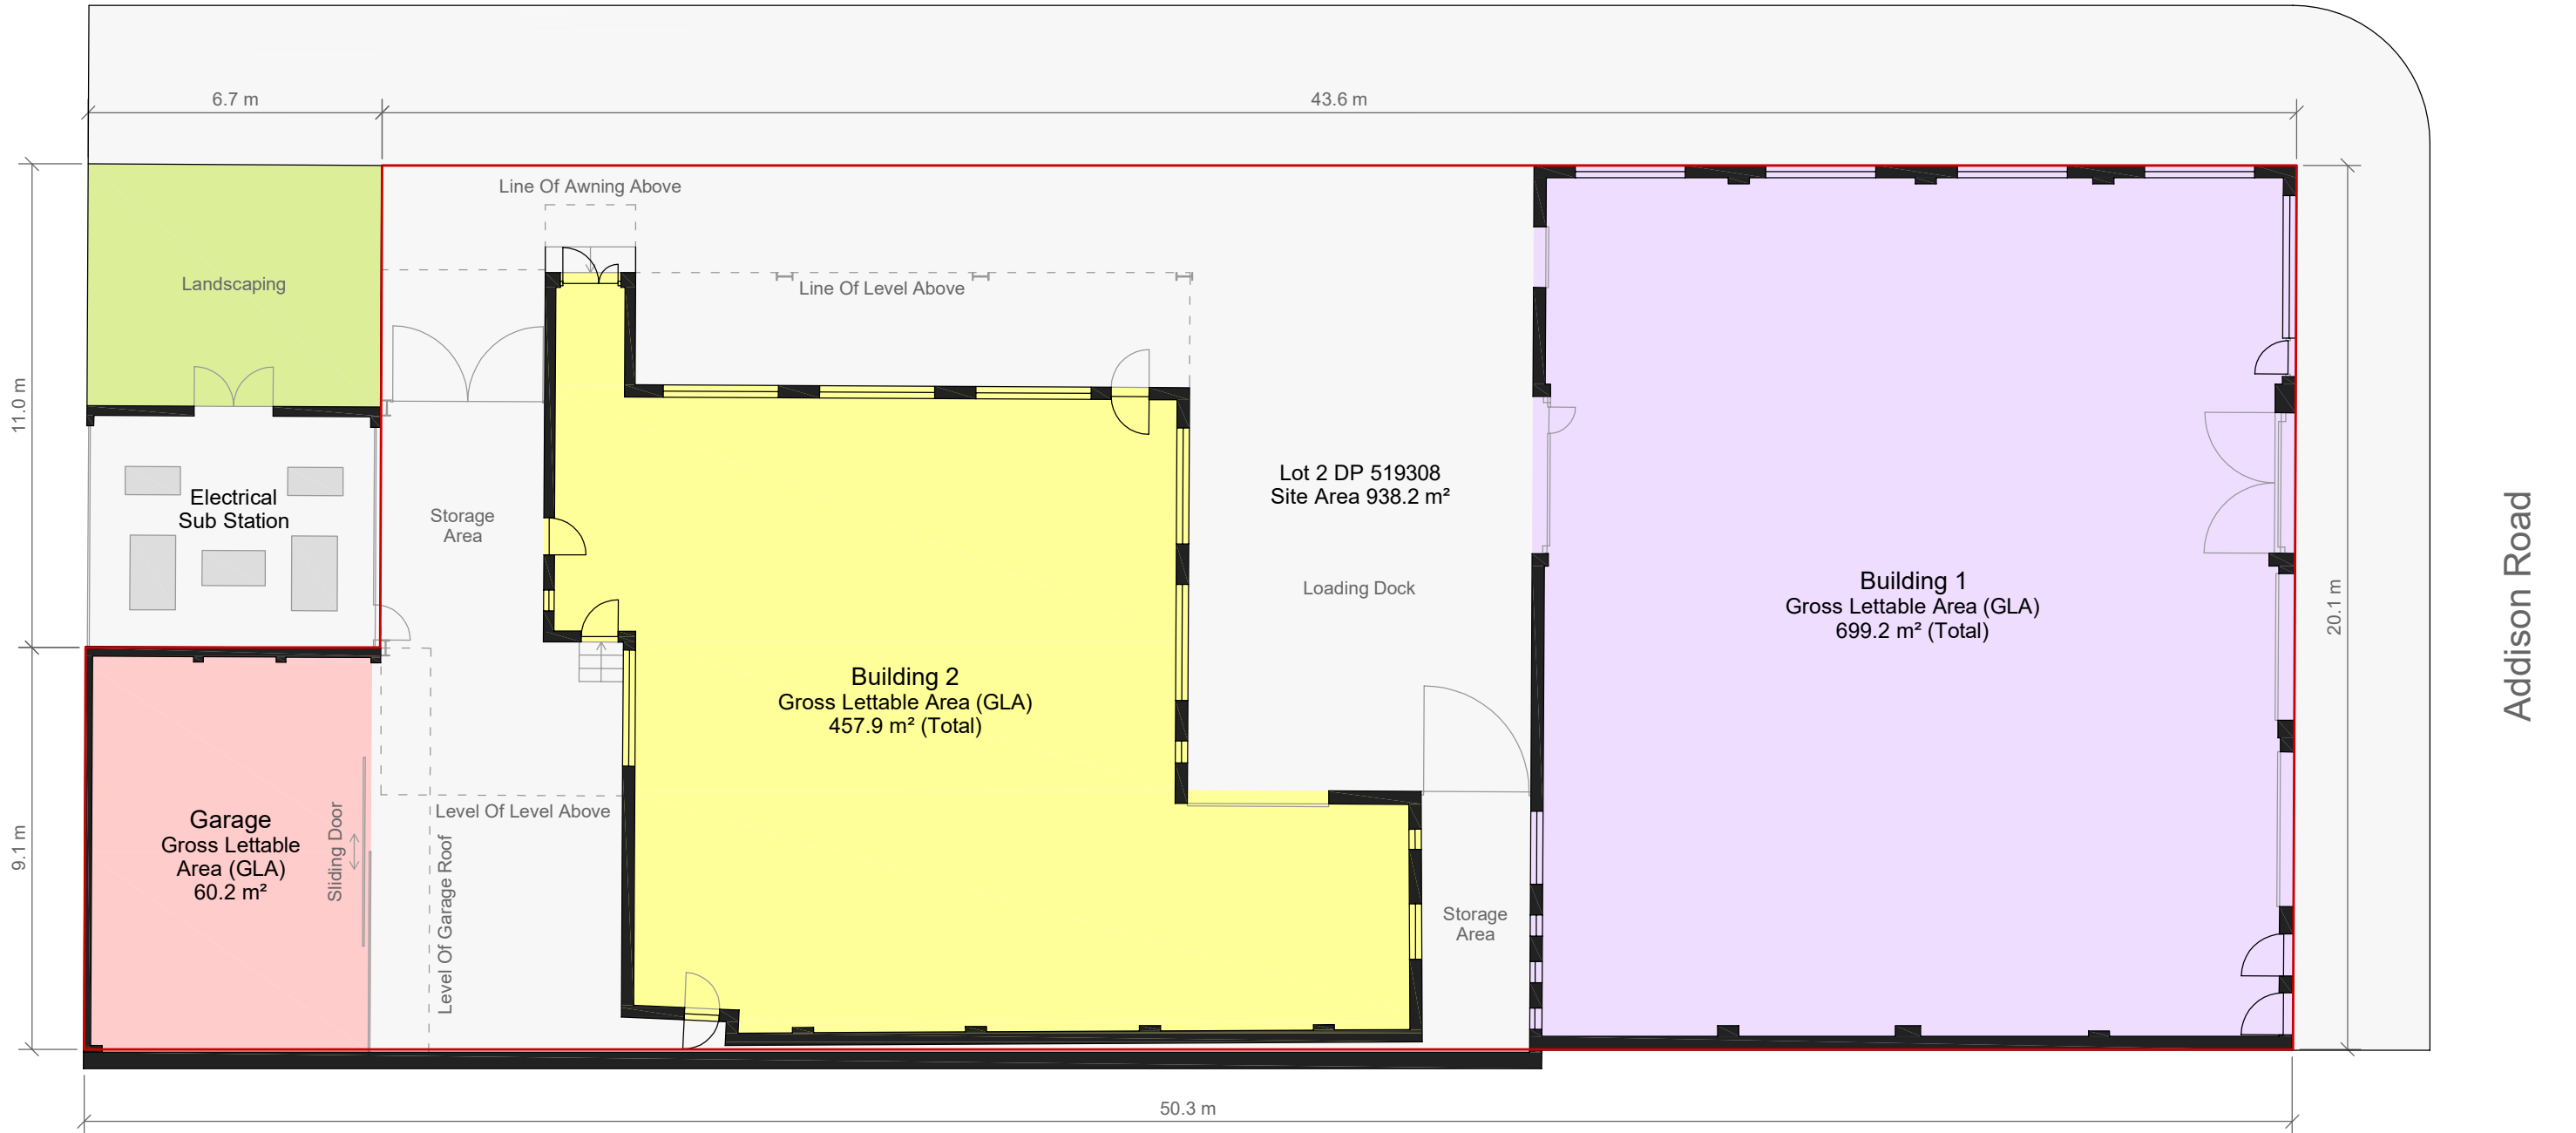 6.7 m
43.6 m
Line Of Awning Above
Landscaping
Line Of Level Above
11.0 m
Electrical
Sub Station
Storage
Area
Lot 2 DP 519308
Site Area 938.2 m²
Loading Dock
Building 1
Gross Lettable Area (GLA)
699.2 m² (Total)
20.1 m
Addison Road
Building 2
Gross Lettable Area (GLA)
457.9 m² (Total)
Level Of Level Above
9.1 m
Garage
Gross Lettable
Area (GLA)
60.2 m²
Sliding Door
Level Of Garage Roof
Storage
Area
50.3 m